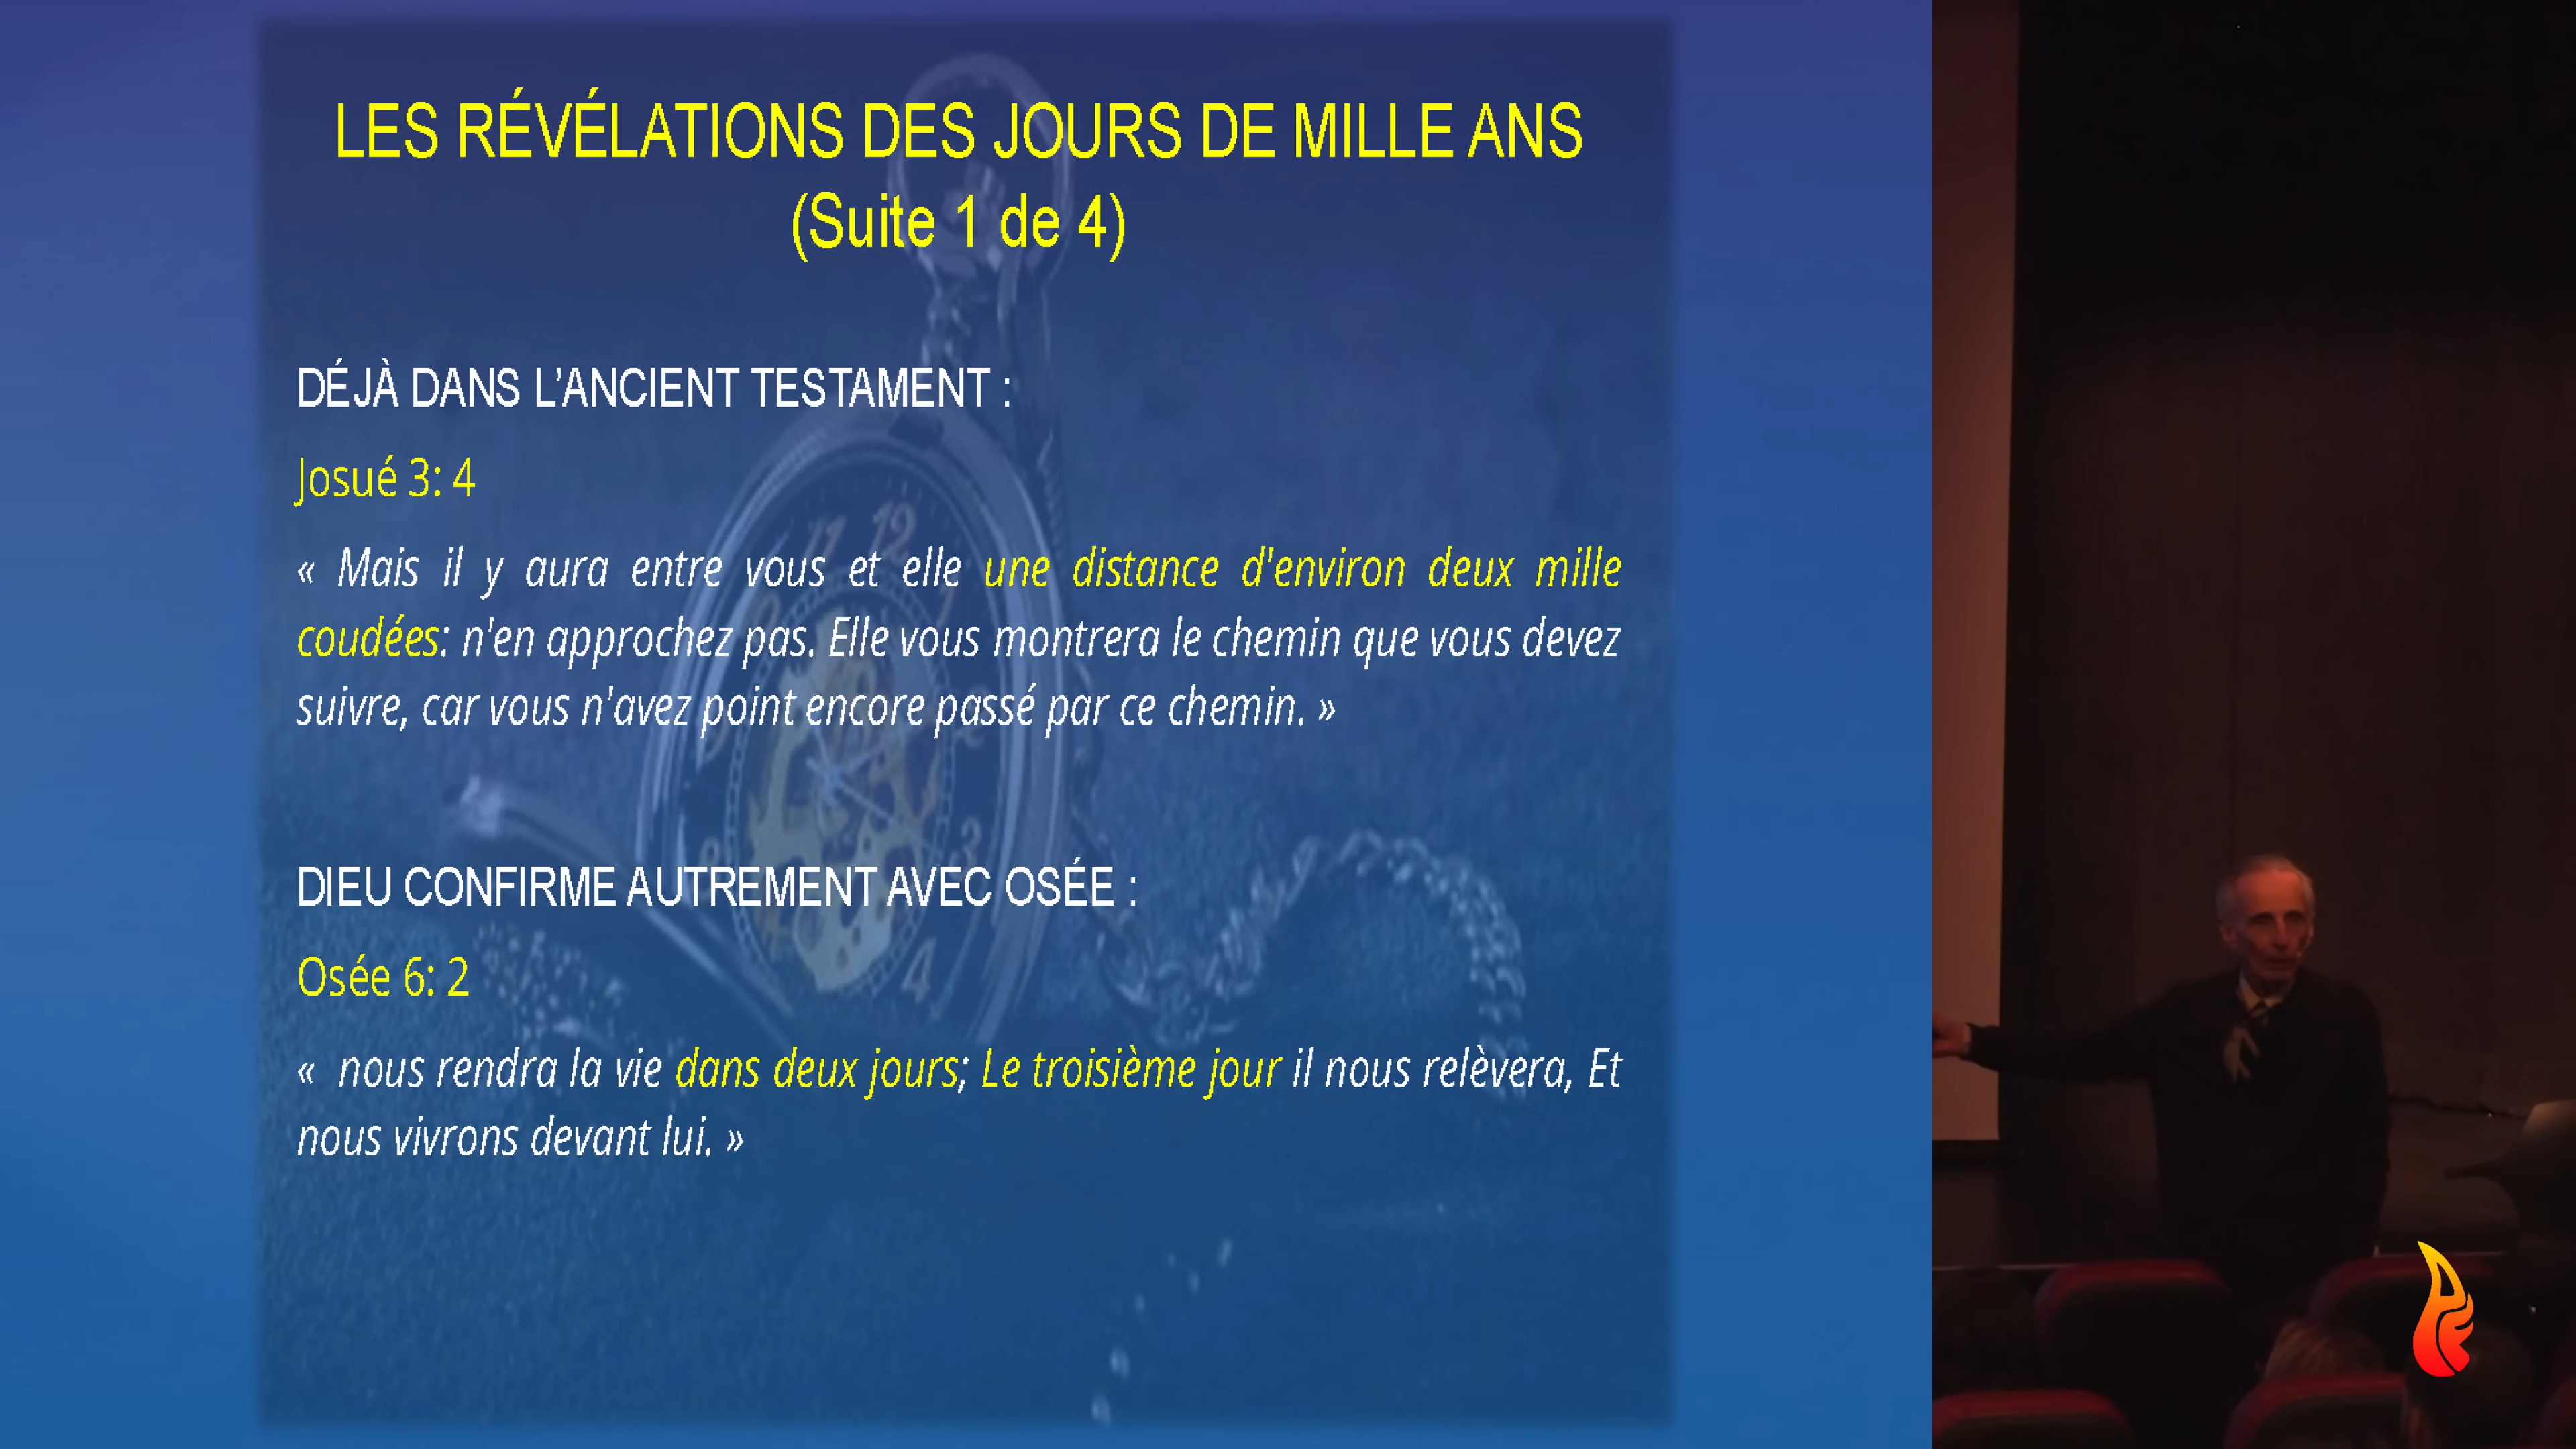 LES RÉVÉLATIONS DES JOURS DE MILLE ANS
(Suite 1 de 4)
DÉJÀ DANS L'ANCIENT TESTAMENT :
Josué 3: 4
« Mais il y aura entre vous et elle une distance d'environ deux mille
coudées: n'en approchez pas. Elle vous montrera le chemin que vous devez
suivre, car vous n'avez point encore passé par ce chemin. »
DIEU CONFIRME AUTREMENT AVEC OSÉE :
Osée 6: 2
« nous rendra la vie dans deux jours; Le troisième jour il nous relèvera, Et
nous vivrons devant lui. »